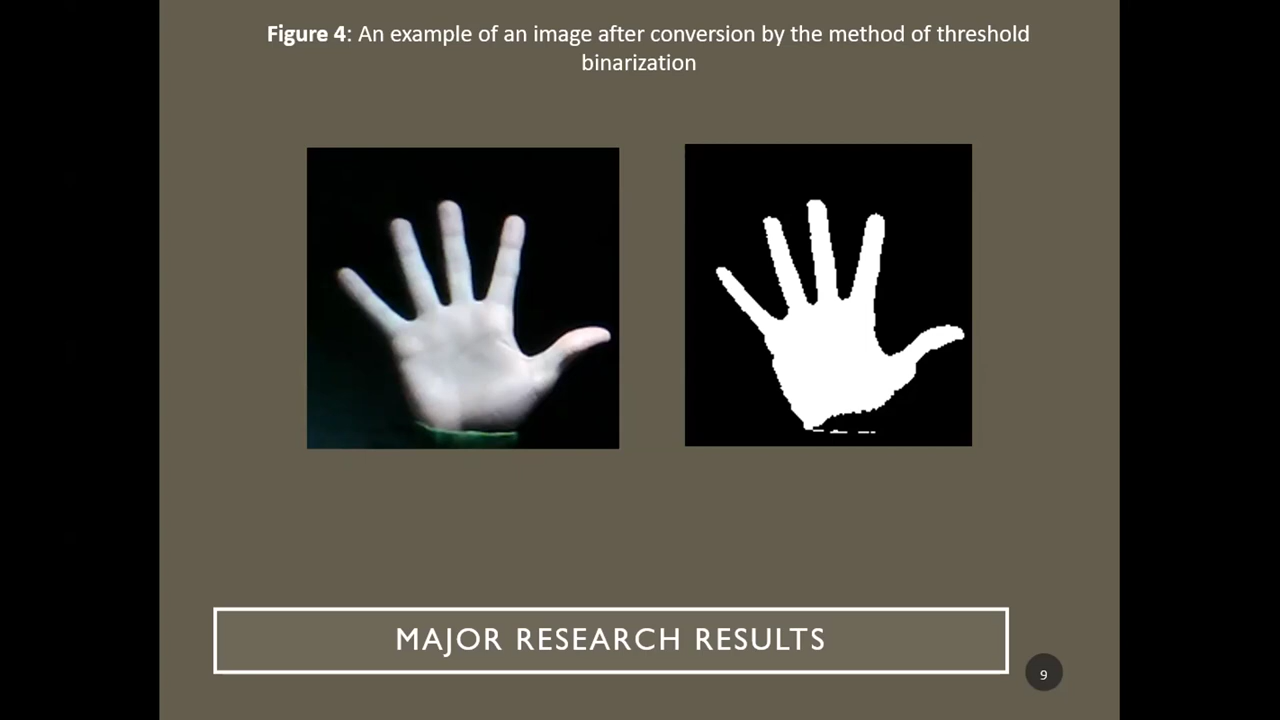 Figure 4: An example of an image after conversion by the method of threshold
binarization
MAJOR RESEARCH RESULTS
9